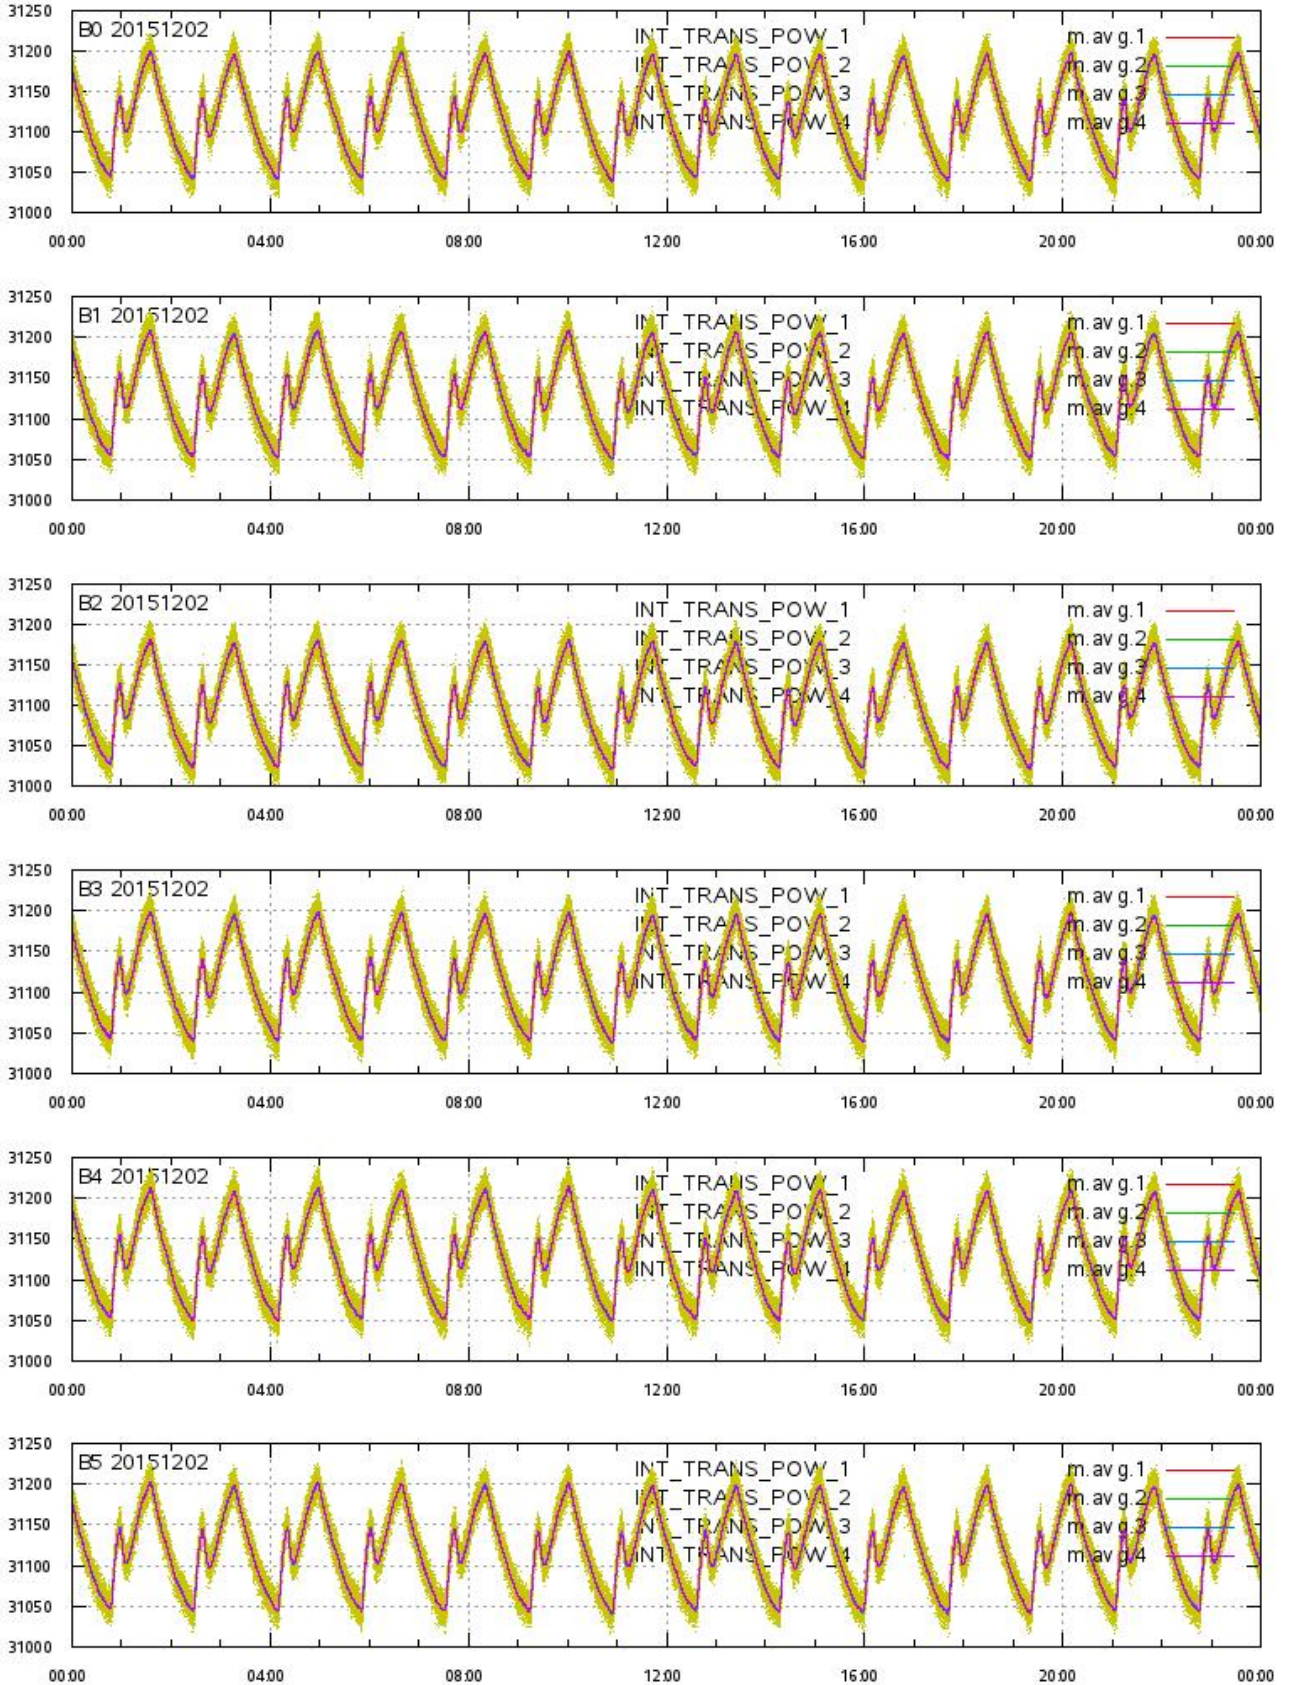 31250
B0 20151202 INT_TRANS_POW_1 m.avg.1
31200
INT_TRANS_POW_2 m.avg.2
31150
INT_TRANS_POW_3 m.avg.3
31100
INT_TRANS_POW_4 m.avg.4
31050
31000
00:00 04:00 08:00 12:00 16:00 20:00 00:00
31250
B1 20151202 INT_TRANS_POW_1 m.avg.1
31200
INT_TRANS_POW_2 m.avg.2
31150
INT_TRANS_POW_3 m.avg.3
31100
INT_TRANS_POW_4 m.avg.4
31050
31000
00:00 04:00 08:00 12:00 16:00 20:00 00:00
31250
B2 20151202 INT_TRANS_POW_1 m.avg.1
31200
INT_TRANS_POW_2 m.avg.2
31150
INT_TRANS_POW_3 m.avg.3
31100
INT_TRANS_POW_4 m.avg.4
31050
31000
00:00 04:00 08:00 12:00 16:00 20:00 00:00
31250
B3 20151202 INT_TRANS_POW_1 m.avg.1
31200
INT_TRANS_POW_2 m.avg.2
31150
INT_TRANS_POW_3 m.avg.3
31100
INT_TRANS_POW_4 m.avg.4
31050
31000
00:00 04:00 08:00 12:00 16:00 20:00 00:00
31250
B4 20151202 INT_TRANS_POW_1 m.avg.1
31200
INT_TRANS_POW_2 m.avg.2
31150
INT_TRANS_POW_3 m.avg.3
31100
INT_TRANS_POW_4 m.avg.4
31050
31000
00:00 04:00 08:00 12:00 16:00 20:00 00:00
31250
B5 20151202 INT_TRANS_POW_1 m.avg.1
31200
INT_TRANS_POW_2 m.avg.2
31150
INT_TRANS_POW_3 m.avg.3
31100
INT_TRANS_POW_4 m.avg.4
31050
31000
00:00 04:00 08:00 12:00 16:00 20:00 00:00